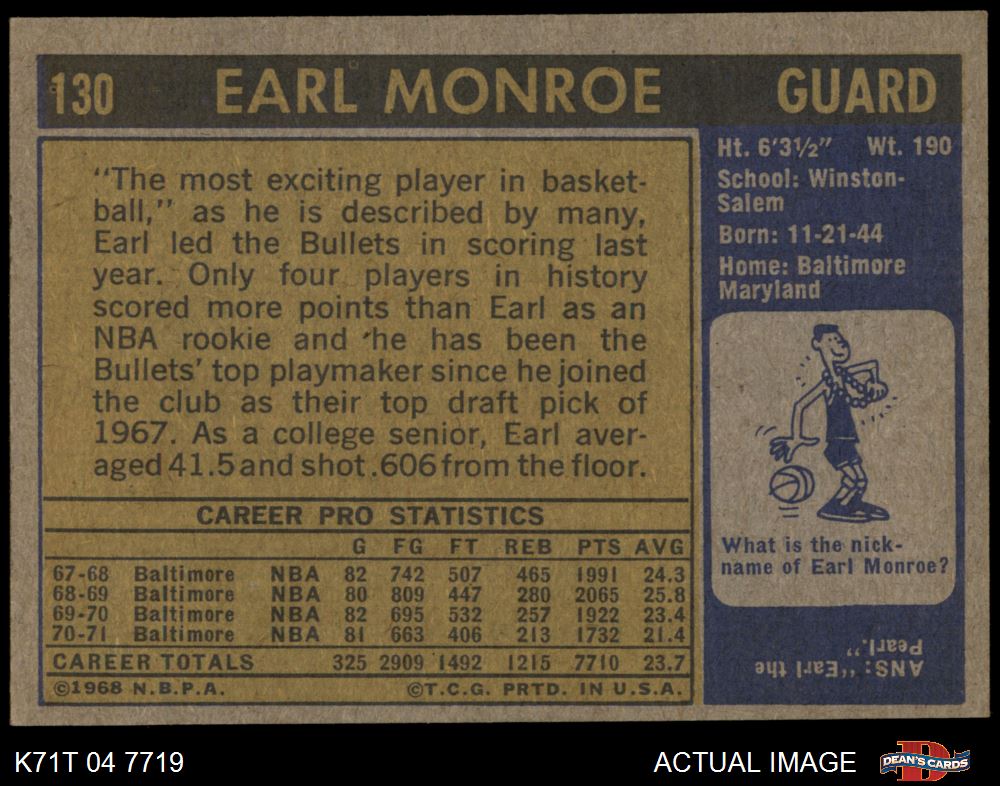 130 EARL MONROE GUARD
"The most exciting player in basket-
ball," as he is described by many,
Earl led the Bullets in scoring last
year. Only four players in history
scored more points than Earl as an
NBA rookie and he has been the
Bullets' top playmaker since he joined
the club as their top draft pick of
1967. As a college senior, Earl aver-
aged 41.5 and shot .606 from the floor.
CAREER PRO STATISTICS
G FG FT REB PTS AVG
67-68 Baltimore NBA 82 742 507 465 1991 24.3
68-69 Baltimore NBA 80 809 447 280 2065 25.8
69-70 Baltimore NBA 82 695 532 257 1922 23.4
70-71 Baltimore NBA 81 663 406 213 1732 21.4
CAREER TOTALS 325 2909 1492 1215 7710 23.7
©1968 N.B.P.A. ©T.C.G. PRTD. IN U.S.A.
Ht. 6'3½" Wt. 190
School: Winston-
Salem
Born: 11-21-44
Home: Baltimore
Maryland
What is the nick-
name of Earl Monroe?
ANS: "Earl the
Pearl."
K71T 04 7719 ACTUAL IMAGE
D
DEAN'S CARDS